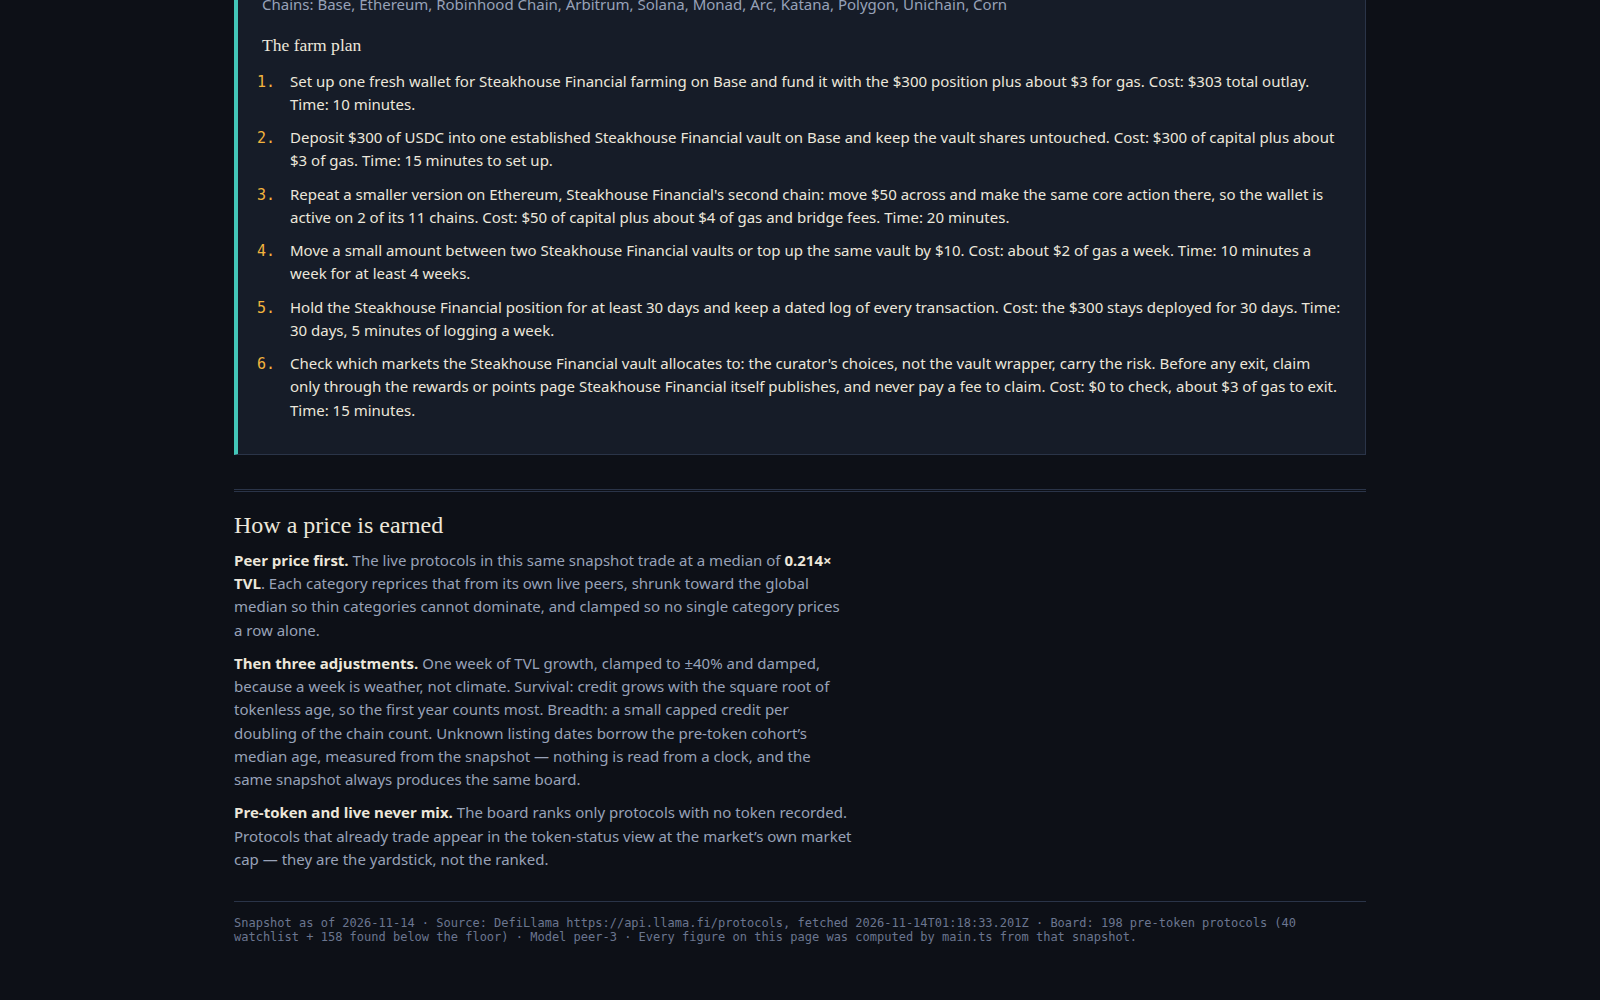 Chains: Base, Ethereum, Robinhood Chain, Arbitrum, Solana, Monad, Arc, Katana, Polygon, Unichain, Corn
The farm plan
1. Set up one fresh wallet for Steakhouse Financial farming on Base and fund it with the $300 position plus about $3 for gas. Cost: $303 total outlay.
Time: 10 minutes.
2. Deposit $300 of USDC into one established Steakhouse Financial vault on Base and keep the vault shares untouched. Cost: $300 of capital plus about
$3 of gas. Time: 15 minutes to set up.
3. Repeat a smaller version on Ethereum, Steakhouse Financial's second chain: move $50 across and make the same core action there, so the wallet is
active on 2 of its 11 chains. Cost: $50 of capital plus about $4 of gas and bridge fees. Time: 20 minutes.
4. Move a small amount between two Steakhouse Financial vaults or top up the same vault by $10. Cost: about $2 of gas a week. Time: 10 minutes a
week for at least 4 weeks.
5. Hold the Steakhouse Financial position for at least 30 days and keep a dated log of every transaction. Cost: the $300 stays deployed for 30 days. Time:
30 days, 5 minutes of logging a week.
6. Check which markets the Steakhouse Financial vault allocates to: the curator's choices, not the vault wrapper, carry the risk. Before any exit, claim
only through the rewards or points page Steakhouse Financial itself publishes, and never pay a fee to claim. Cost: $0 to check, about $3 of gas to exit.
Time: 15 minutes.
How a price is earned
Peer price first. The live protocols in this same snapshot trade at a median of 0.214×
TVL. Each category reprices that from its own live peers, shrunk toward the global
median so thin categories cannot dominate, and clamped so no single category prices
a row alone.
Then three adjustments. One week of TVL growth, clamped to ±40% and damped,
because a week is weather, not climate. Survival: credit grows with the square root of
tokenless age, so the first year counts most. Breadth: a small capped credit per
doubling of the chain count. Unknown listing dates borrow the pre-token cohort’s
median age, measured from the snapshot — nothing is read from a clock, and the
same snapshot always produces the same board.
Pre-token and live never mix. The board ranks only protocols with no token recorded.
Protocols that already trade appear in the token-status view at the market’s own market
cap — they are the yardstick, not the ranked.
Snapshot as of 2026-11-14 · Source: DefiLlama https://api.llama.fi/protocols, fetched 2026-11-14T01:18:33.201Z · Board: 198 pre-token protocols (40
watchlist + 158 found below the floor) · Model peer-3 · Every figure on this page was computed by main.ts from that snapshot.